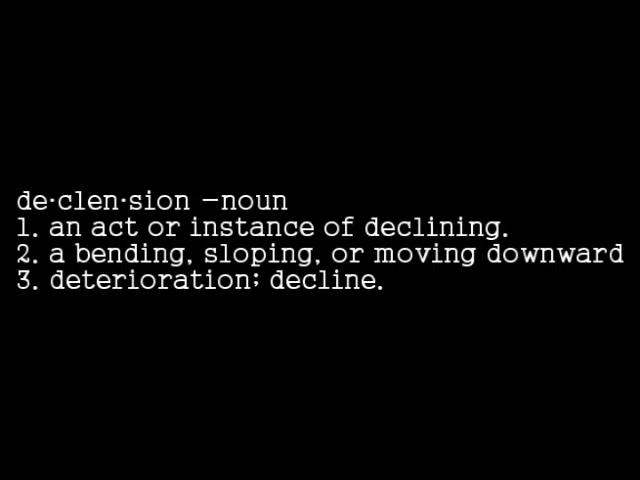 de·clen·sion –noun
1. an act or instance of declining.
2. a bending, sloping, or moving downward
3. deterioration; decline.